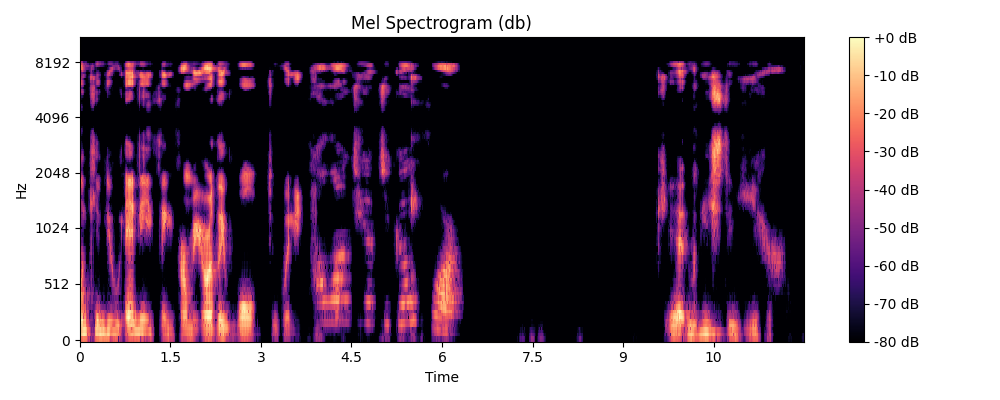 Mel Spectrogram (db)
Hz
8192
4096
2048
1024
512
0
0 1.5 3 4.5 6 7.5 9 10
Time
+0 dB
-10 dB
-20 dB
-30 dB
-40 dB
-50 dB
-60 dB
-70 dB
-80 dB